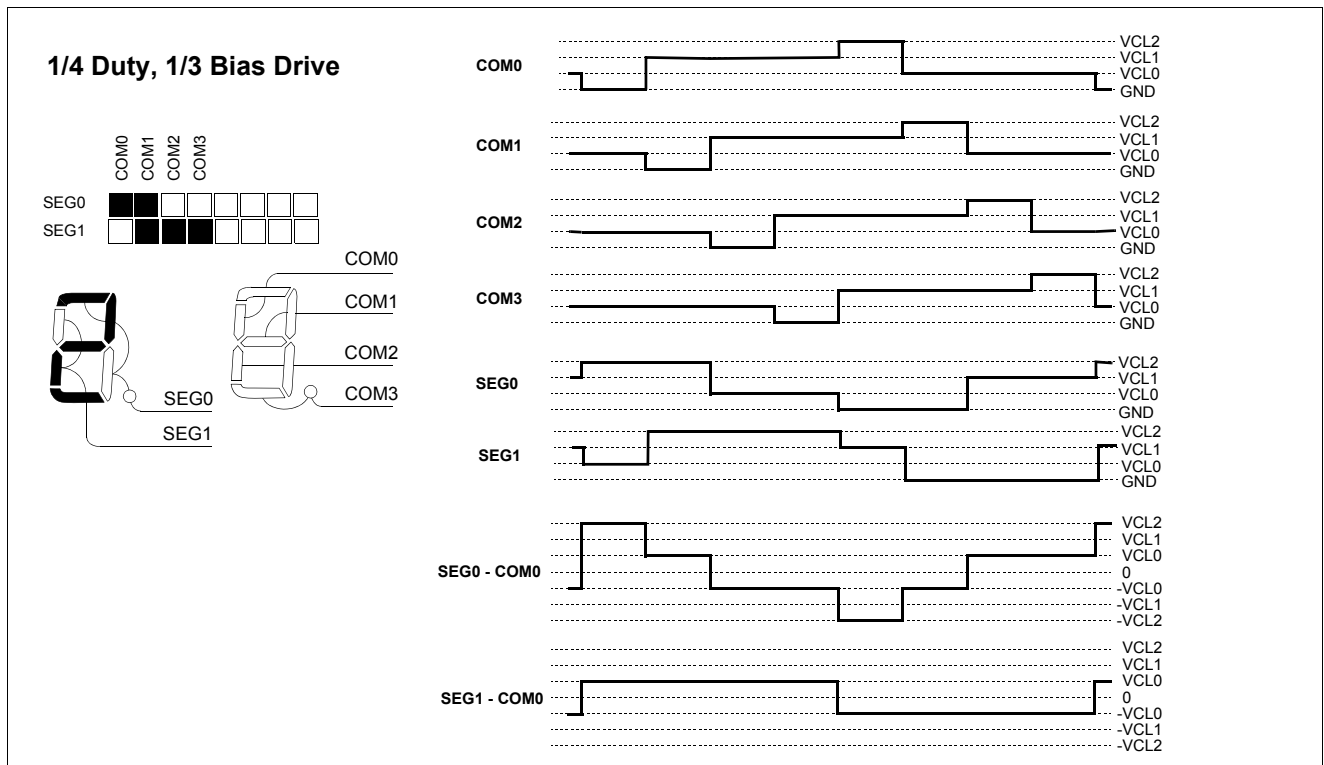 1/4 Duty, 1/3 Bias Drive
COM0
COM1
COM2
COM3
SEG0
SEG1
COM0
COM1
COM2
COM3
SEG0
SEG1
COM0
VCL2
VCL1
VCL0
GND
COM1
VCL2
VCL1
VCL0
GND
COM2
VCL2
VCL1
VCL0
GND
COM3
VCL2
VCL1
VCL0
GND
SEG0
VCL2
VCL1
VCL0
GND
SEG1
VCL2
VCL1
VCL0
GND
SEG0 - COM0
VCL2
VCL1
VCL0
0
-VCL0
-VCL1
-VCL2
SEG1 - COM0
VCL2
VCL1
VCL0
0
-VCL0
-VCL1
-VCL2